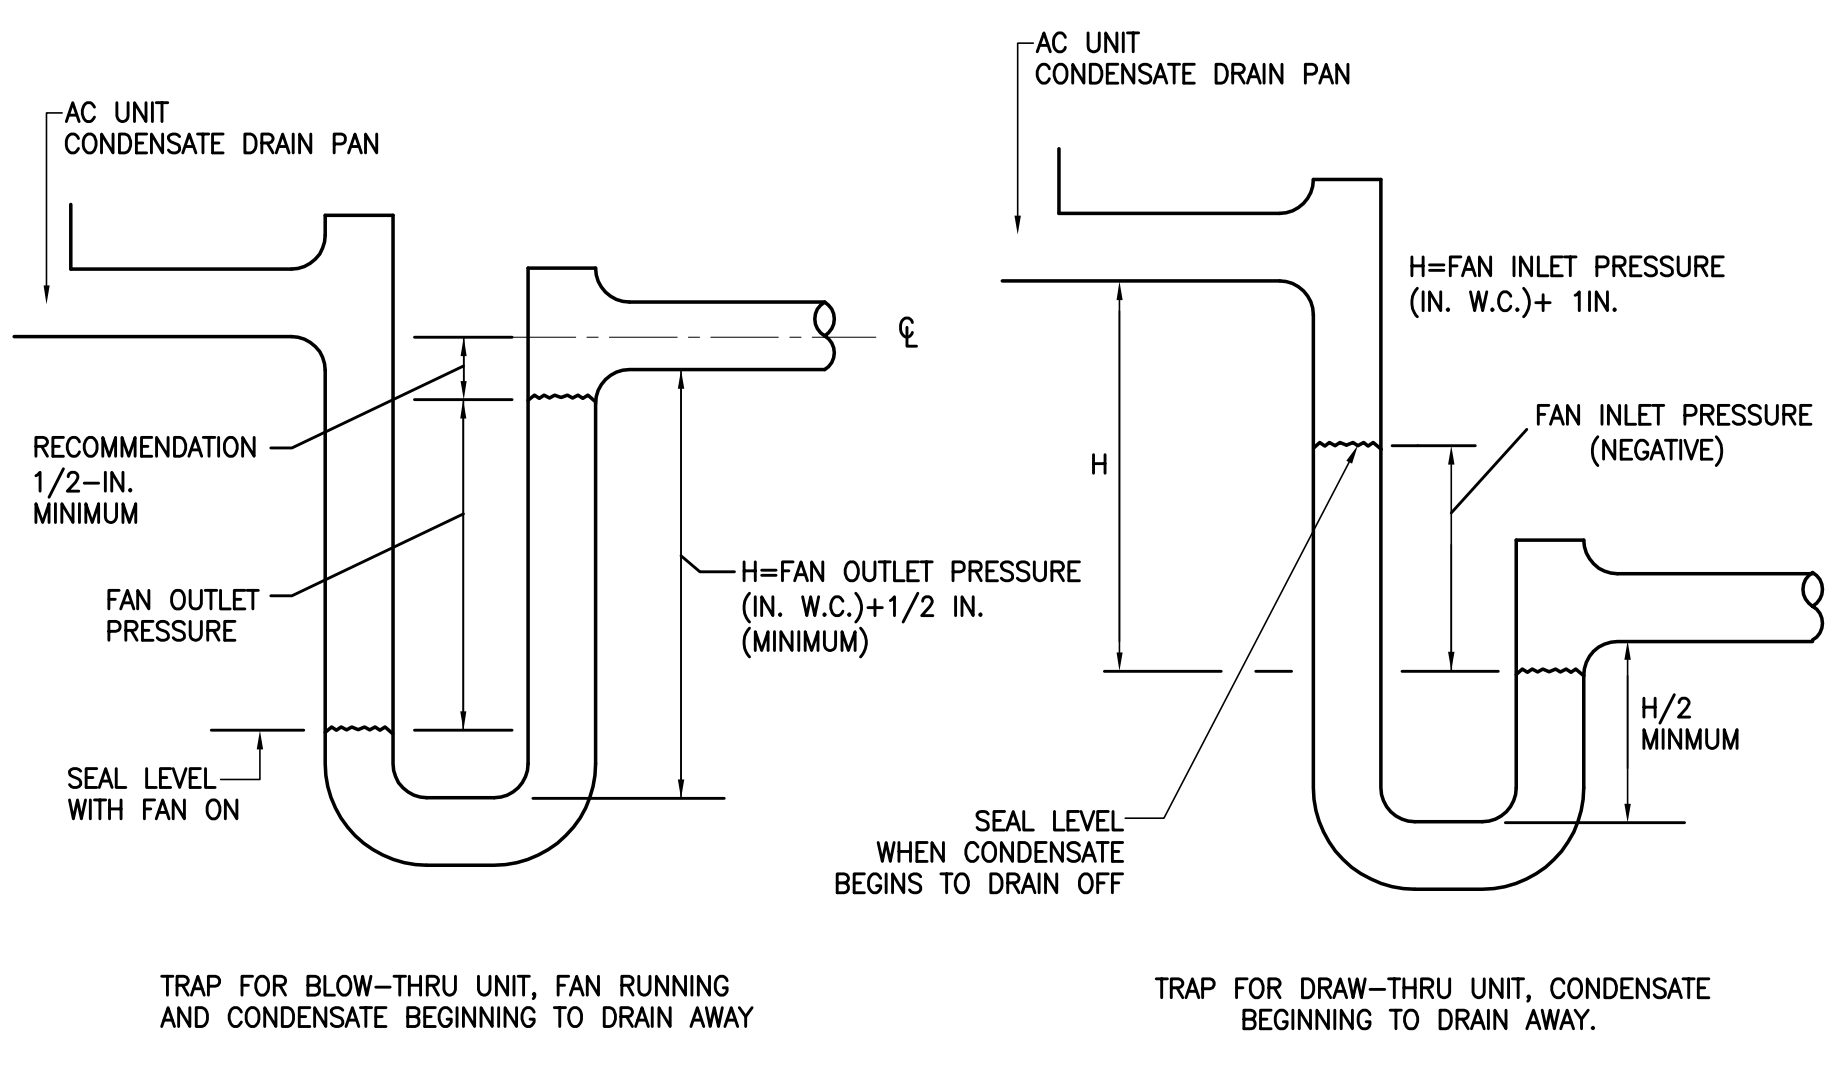 AC UNIT
CONDENSATE DRAIN PAN
℄
RECOMMENDATION
1/2-IN.
MINIMUM
FAN OUTLET
PRESSURE
H=FAN OUTLET PRESSURE
(IN. W.C.)+1/2 IN.
(MINIMUM)
SEAL LEVEL
WITH FAN ON
TRAP FOR BLOW-THRU UNIT, FAN RUNNING
AND CONDENSATE BEGINNING TO DRAIN AWAY
AC UNIT
CONDENSATE DRAIN PAN
H=FAN INLET PRESSURE
(IN. W.C.)+ 1IN.
FAN INLET PRESSURE
(NEGATIVE)
H
H/2
MINMUM
SEAL LEVEL
WHEN CONDENSATE
BEGINS TO DRAIN OFF
TRAP FOR DRAW-THRU UNIT, CONDENSATE
BEGINNING TO DRAIN AWAY.